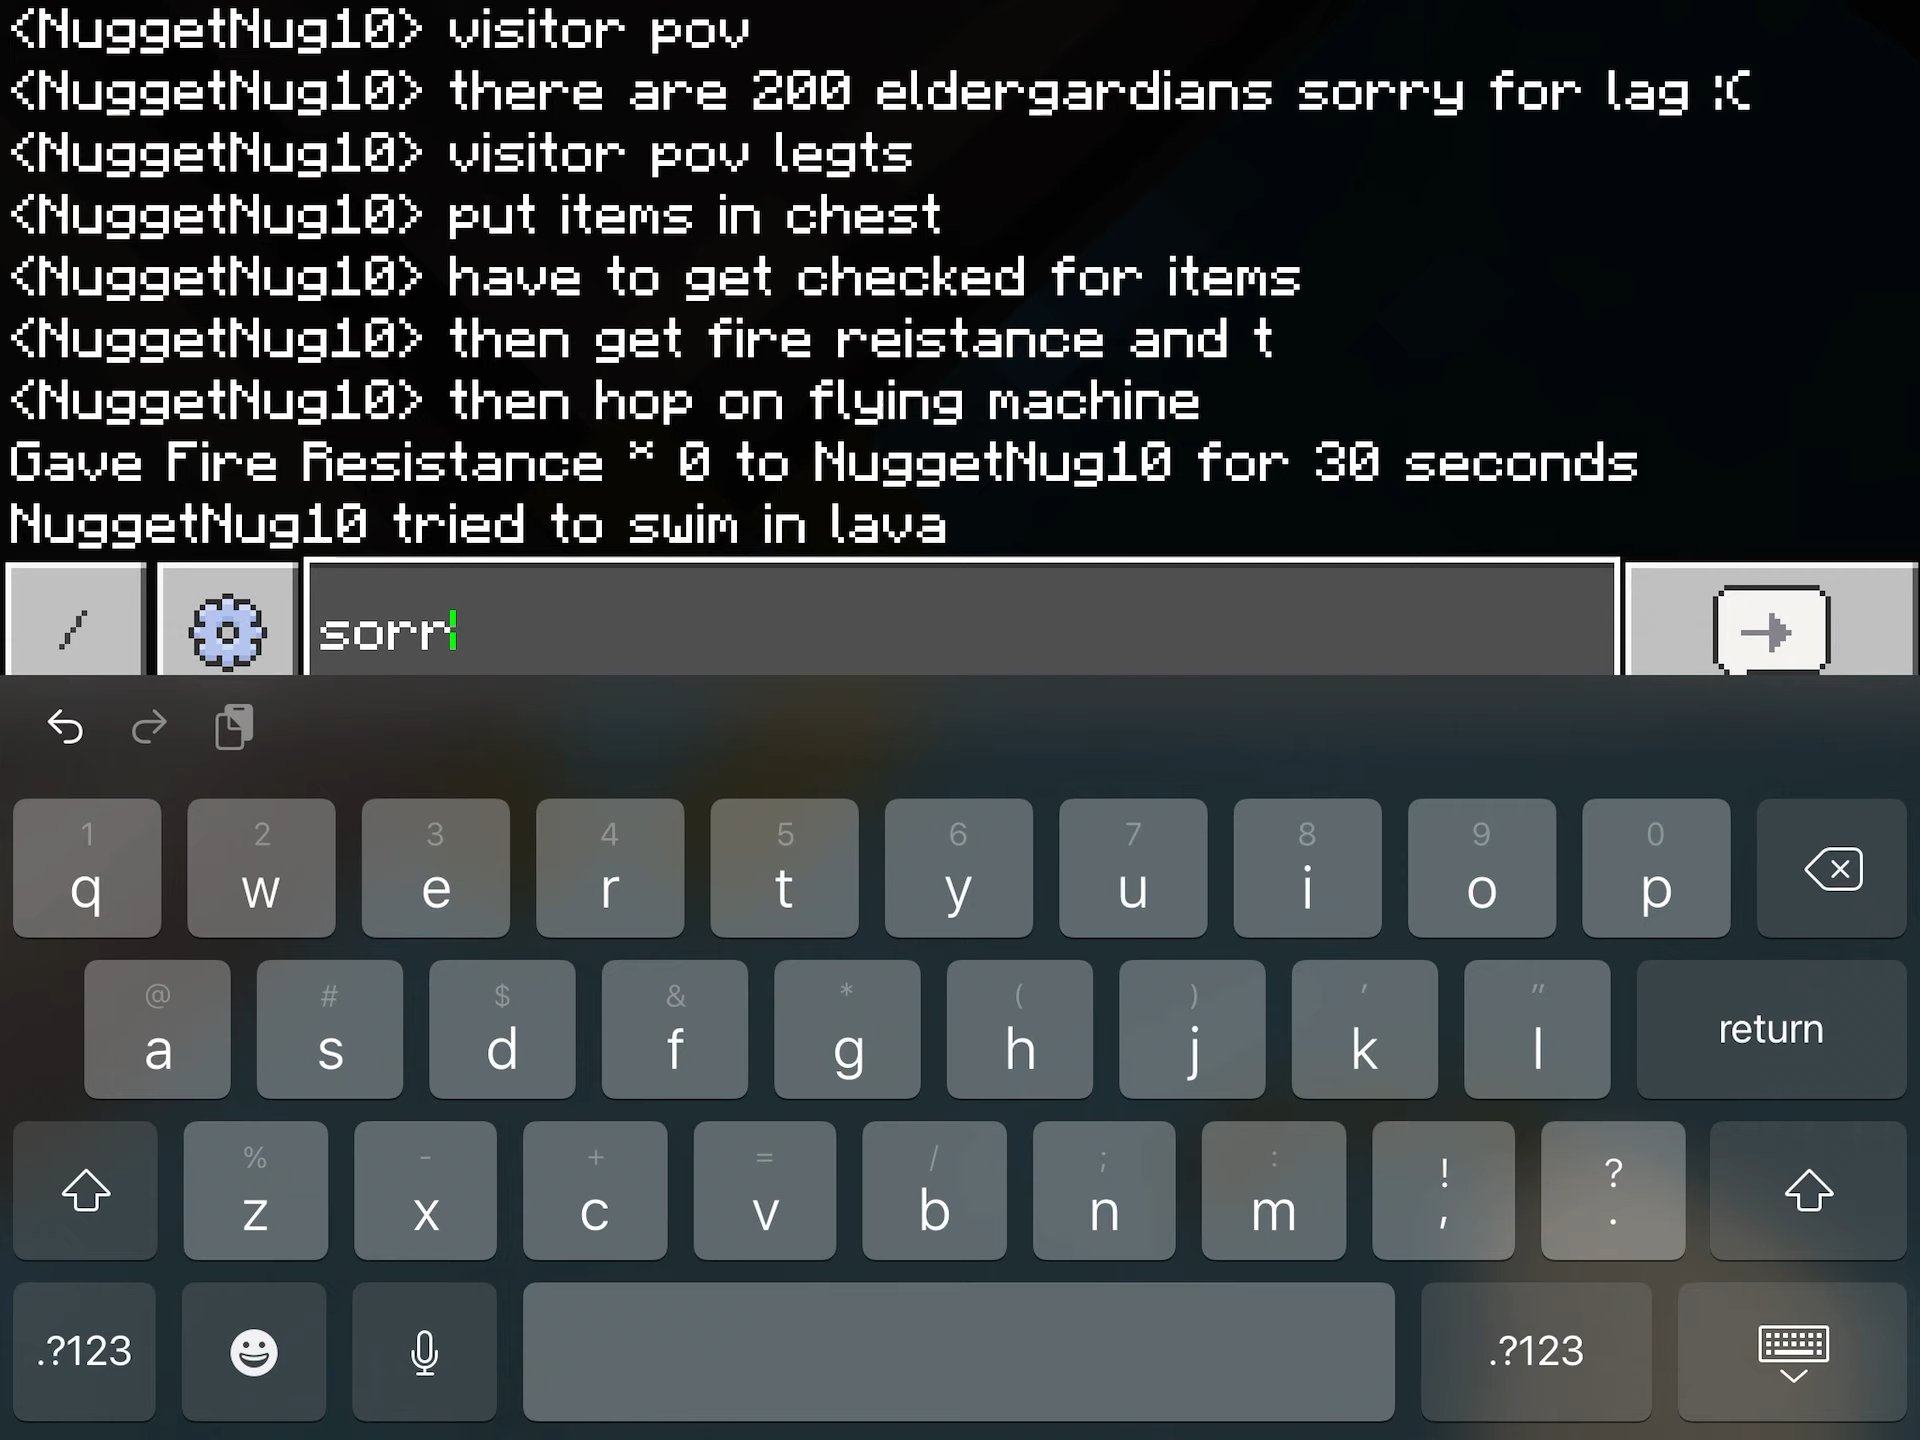 <NuggetNug10> visitor pov
<NuggetNug10> there are 200 eldergardians sorry for lag :(
<NuggetNug10> visitor pov legts
<NuggetNug10> put items in chest
<NuggetNug10> have to get checked for items
<NuggetNug10> then get fire reistance and t
<NuggetNug10> then hop on flying machine
Gave Fire Resistance * 0 to NuggetNug10 for 30 seconds
NuggetNug10 tried to swim in lava
/ sorr
1 2 3 4 5 6 7 8 9 0
q w e r t y u i o p
@ # $ & * ( ) ' "
a s d f g h j k l return
% - + = / ; : ! ?
z x c v b n m , .
.?123 .?123